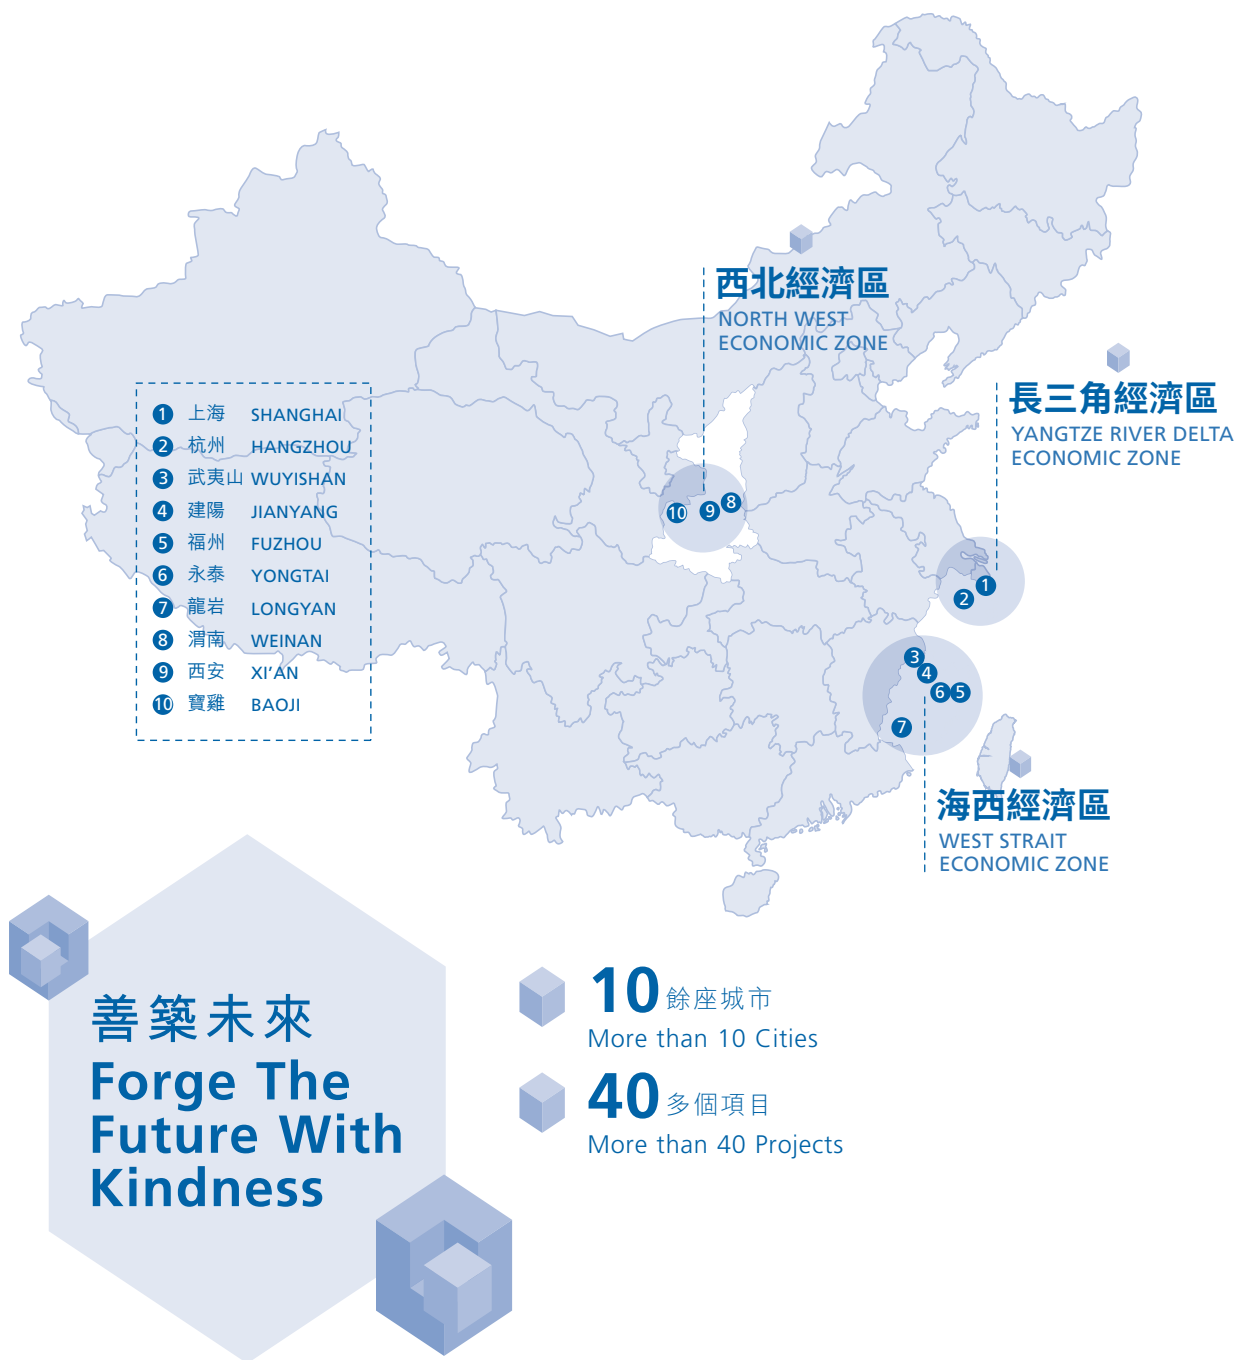 西北經濟區
NORTH WEST
ECONOMIC ZONE
長三角經濟區
YANGTZE RIVER DELTA
ECONOMIC ZONE
1 上海 SHANGHAI
2 杭州 HANGZHOU
3 武夷山 WUYISHAN
4 建陽 JIANYANG
5 福州 FUZHOU
6 永泰 YONGTAI
7 龍岩 LONGYAN
8 渭南 WEINAN
9 西安 XI'AN
10 寶雞 BAOJI
10 9 8
1
2
3
4
6 5
7
海西經濟區
WEST STRAIT
ECONOMIC ZONE
善築未來
Forge The
Future With
Kindness
10 餘座城市
More than 10 Cities
40 多個項目
More than 40 Projects